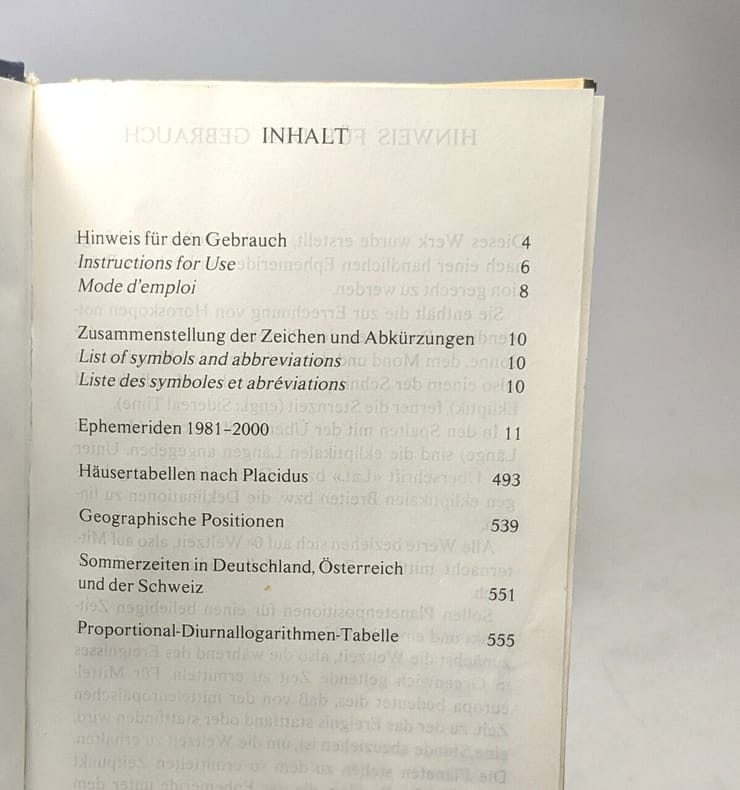 INHALT
Hinweis für den Gebrauch 4
Instructions for Use 6
Mode d'emploi 8
Zusammenstellung der Zeichen und Abkürzungen 10
List of symbols and abbreviations 10
Liste des symboles et abréviations 10
Ephemeriden 1981–2000 11
Häusertabellen nach Placidus 493
Geographische Positionen 539
Sommerzeiten in Deutschland, Österreich
und der Schweiz 551
Proportional-Diurnallogarithmen-Tabelle 555